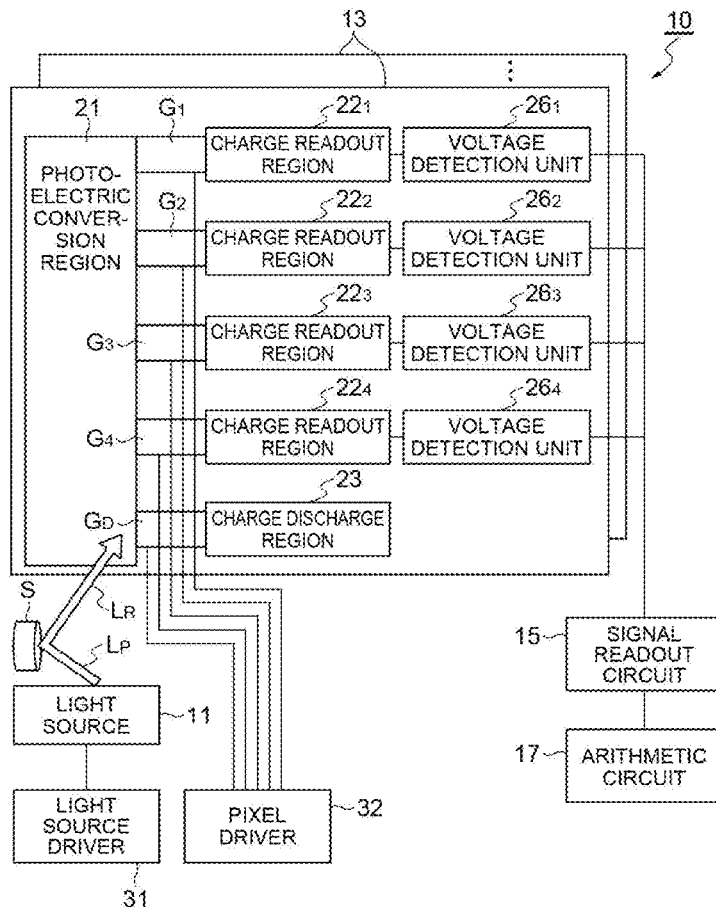 13
10
21
G1
221
261
CHARGE READOUT
REGION
VOLTAGE
DETECTION UNIT
PHOTO-
ELECTRIC
CONVER-
SION
REGION
G2
222
262
CHARGE READOUT
REGION
VOLTAGE
DETECTION UNIT
223
263
G3
CHARGE READOUT
REGION
VOLTAGE
DETECTION UNIT
224
264
G4
CHARGE READOUT
REGION
VOLTAGE
DETECTION UNIT
23
GD
CHARGE DISCHARGE
REGION
S
LR
LP
15
SIGNAL
READOUT
CIRCUIT
LIGHT
SOURCE
11
17
ARITHMETIC
CIRCUIT
LIGHT
SOURCE
DRIVER
31
PIXEL
DRIVER
32